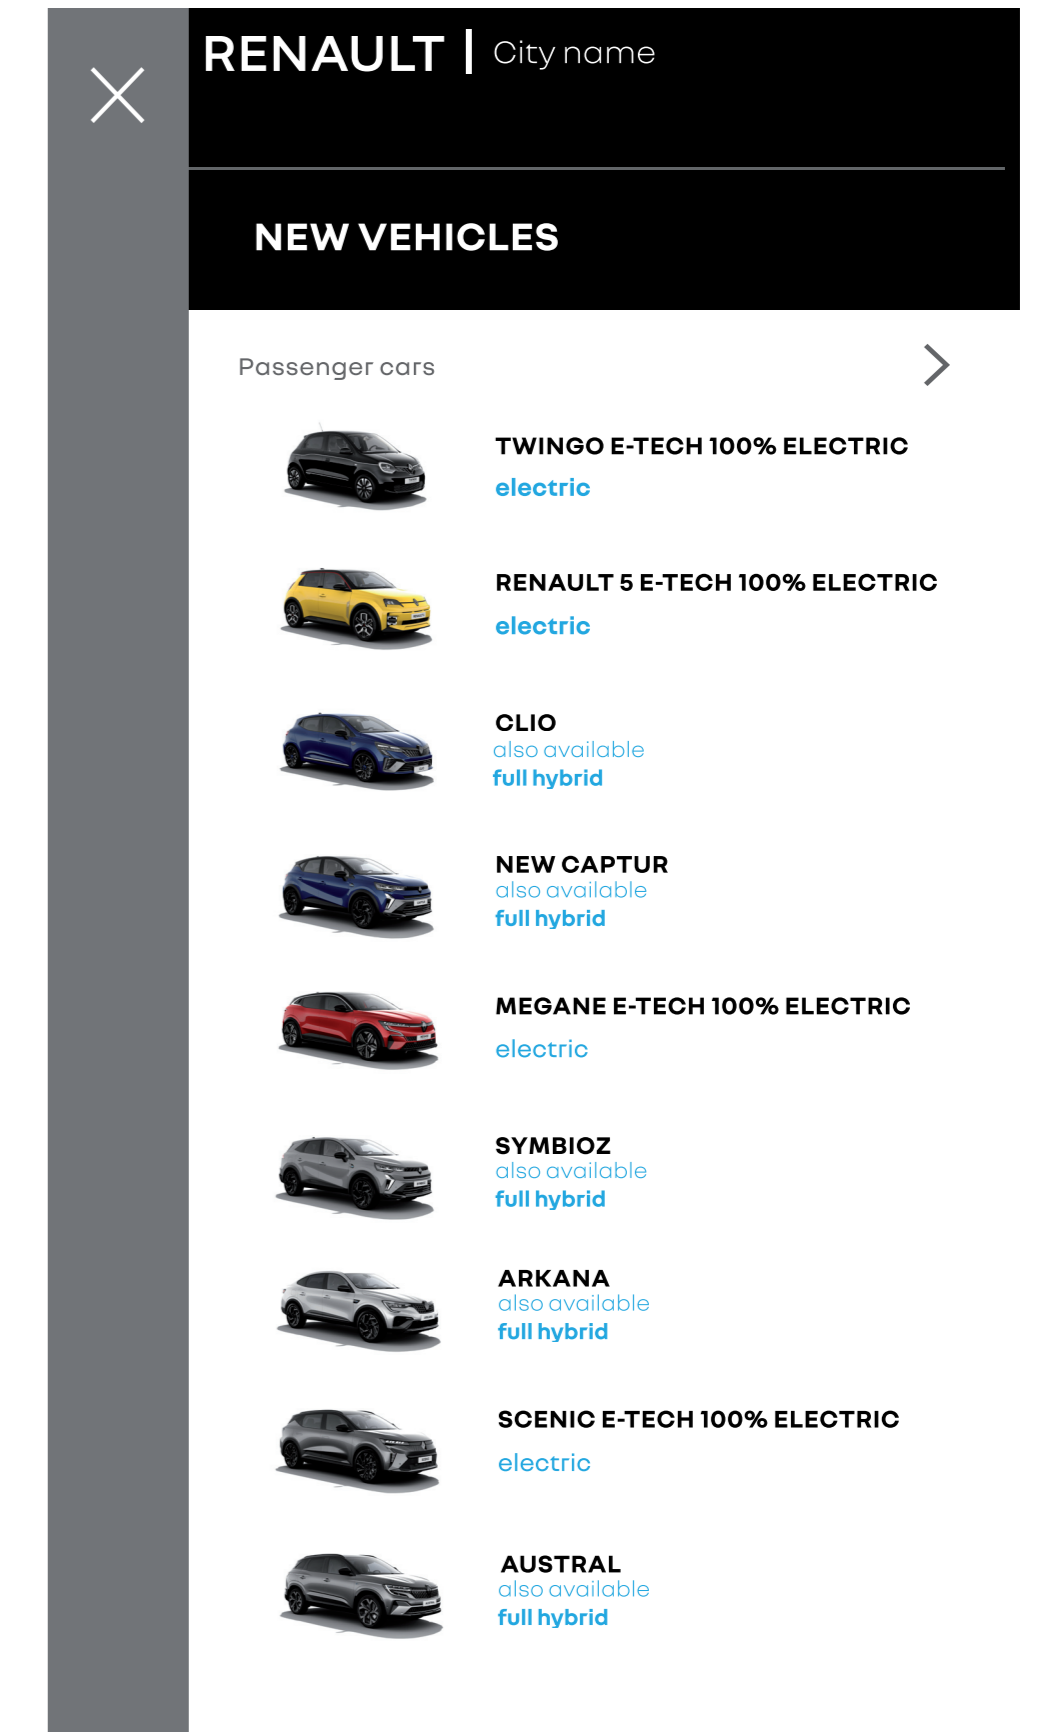 RENAULT | City name
NEW VEHICLES
Passenger cars
TWINGO E-TECH 100% ELECTRIC
electric
RENAULT 5 E-TECH 100% ELECTRIC
electric
CLIO
also available
full hybrid
NEW CAPTUR
also available
full hybrid
MEGANE E-TECH 100% ELECTRIC
electric
SYMBIOZ
also available
full hybrid
ARKANA
also available
full hybrid
SCENIC E-TECH 100% ELECTRIC
electric
AUSTRAL
also available
full hybrid